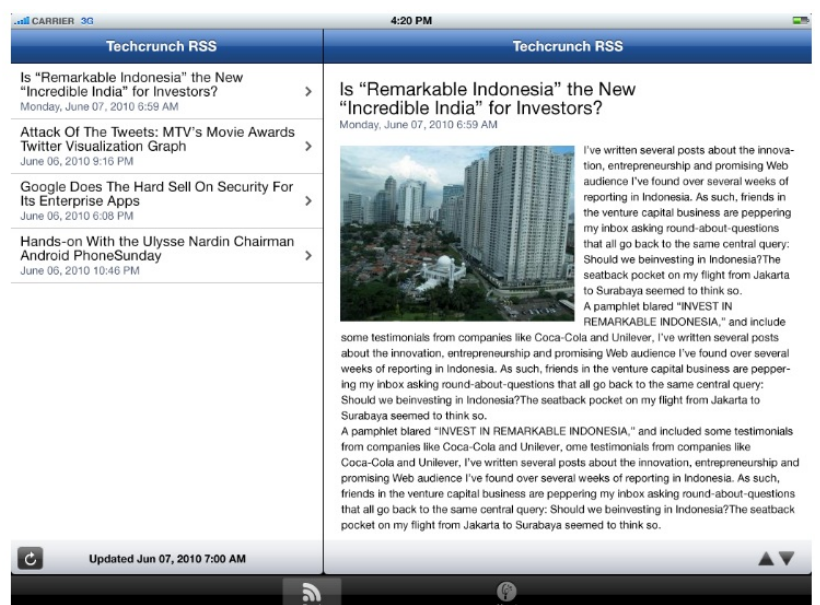 CARRIER 3G
4:20 PM
Techcrunch RSS
Is “Remarkable Indonesia” the New
“Incredible India” for Investors?
Monday, June 07, 2010 6:59 AM
Attack Of The Tweets: MTV’s Movie Awards
Twitter Visualization Graph
June 06, 2010 9:16 PM
Google Does The Hard Sell On Security For
Its Enterprise Apps
June 06, 2010 6:08 PM
Hands-on With the Ulysse Nardin Chairman
Android PhoneSunday
June 06, 2010 10:46 PM
Updated Jun 07, 2010 7:00 AM
Techcrunch RSS
Is “Remarkable Indonesia” the New
“Incredible India” for Investors?
Monday, June 07, 2010 6:59 AM
I’ve written several posts about the innova-
tion, entrepreneurship and promising Web
audience I’ve found over several weeks of
reporting in Indonesia. As such, friends in
the venture capital business are peppering
my inbox asking round-about-questions
that all go back to the same central query:
Should we beinvesting in Indonesia?The
seatback pocket on my flight from Jakarta
to Surabaya seemed to think so.
A pamphlet blared “INVEST IN
REMARKABLE INDONESIA,” and include
some testimonials from companies like Coca-Cola and Unilever, I’ve written several posts
about the innovation, entrepreneurship and promising Web audience I’ve found over several
weeks of reporting in Indonesia. As such, friends in the venture capital business are pepper-
ing my inbox asking round-about-questions that all go back to the same central query:
Should we beinvesting in Indonesia?The seatback pocket on my flight from Jakarta to
Surabaya seemed to think so.
A pamphlet blared “INVEST IN REMARKABLE INDONESIA,” and included some testimonials
from companies like Coca-Cola and Unilever, ome testimonials from companies like
Coca-Cola and Unilever, I’ve written several posts about the innovation, entrepreneurship and
promising Web audience I’ve found over several weeks of reporting in Indonesia. As such,
friends in the venture capital business are peppering my inbox asking round-about-questions
that all go back to the same central query: Should we beinvesting in Indonesia?The seatback
pocket on my flight from Jakarta to Surabaya seemed to think so.